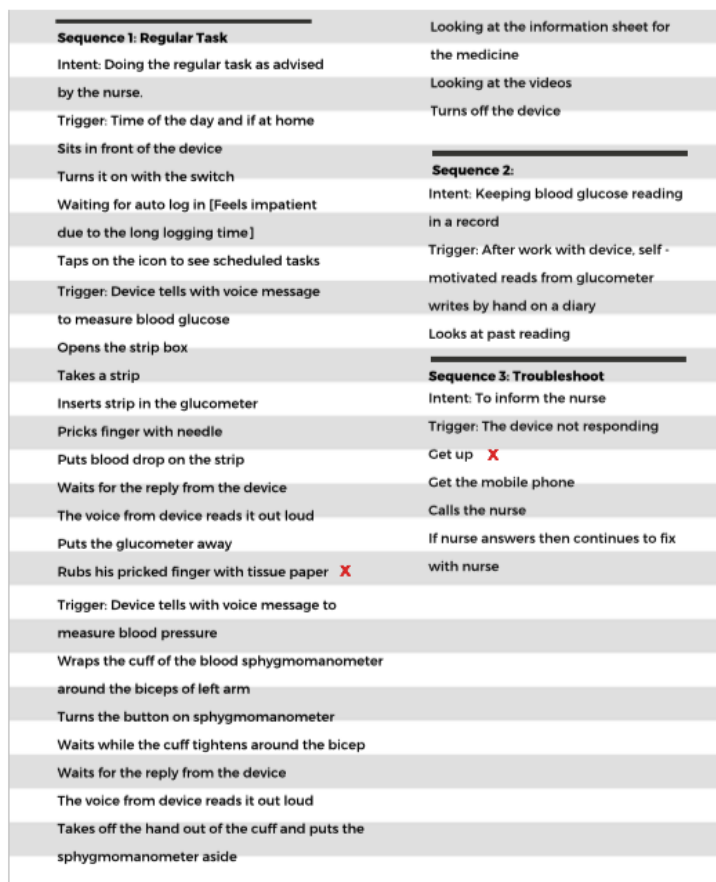 Sequence 1: Regular Task
Intent: Doing the regular task as advised
by the nurse.
Trigger: Time of the day and if at home
Sits in front of the device
Turns it on with the switch
Waiting for auto log in [Feels impatient
due to the long logging time]
Taps on the icon to see scheduled tasks
Trigger: Device tells with voice message
to measure blood glucose
Opens the strip box
Takes a strip
Inserts strip in the glucometer
Pricks finger with needle
Puts blood drop on the strip
Waits for the reply from the device
The voice from device reads it out loud
Puts the glucometer away
Rubs his pricked finger with tissue paper X
Trigger: Device tells with voice message to
measure blood pressure
Wraps the cuff of the blood sphygmomanometer
around the biceps of left arm
Turns the button on sphygmomanometer
Waits while the cuff tightens around the bicep
Waits for the reply from the device
The voice from device reads it out loud
Takes off the hand out of the cuff and puts the
sphygmomanometer aside
Looking at the information sheet for
the medicine
Looking at the videos
Turns off the device
Sequence 2:
Intent: Keeping blood glucose reading
in a record
Trigger: After work with device, self -
motivated reads from glucometer
writes by hand on a diary
Looks at past reading
Sequence 3: Troubleshoot
Intent: To inform the nurse
Trigger: The device not responding
Get up X
Get the mobile phone
Calls the nurse
If nurse answers then continues to fix
with nurse